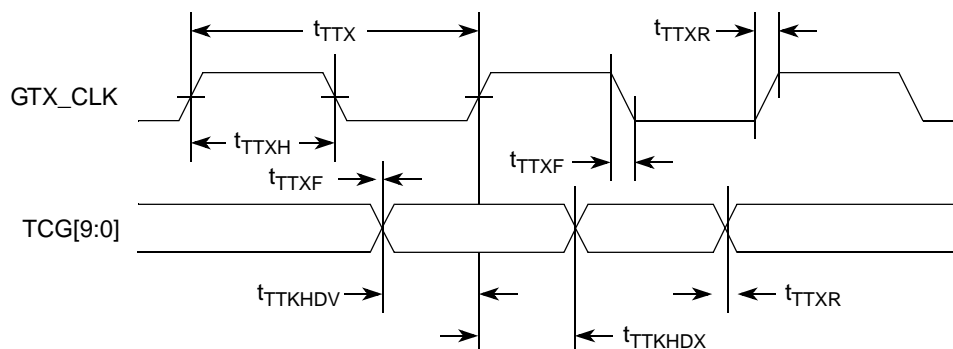 tTTX
tTTXR
GTX_CLK
tTTXH
tTTXF
tTTXF
TCG[9:0]
tTTKHDV
tTTXR
tTTKHDX